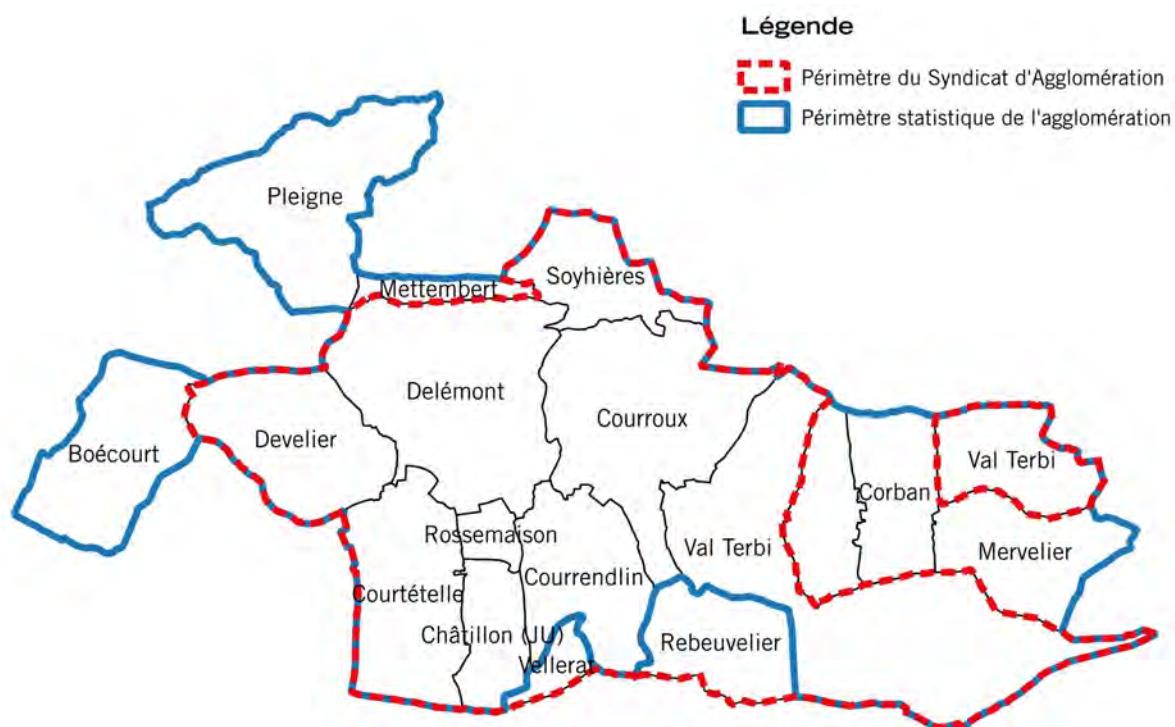 Légende
Périmètre du Syndicat d'Agglomération
Périmètre statistique de l'agglomération
Pleigne
Soyhières
Mettembert
Delémont
Courroux
Develier
Boécourt
Val Terbi
Corban
Rossemaison
Val Terbi
Mervelier
Courrendlin
Courtételle
Châtillon (JU)
Rebeuvelier
Vellerat